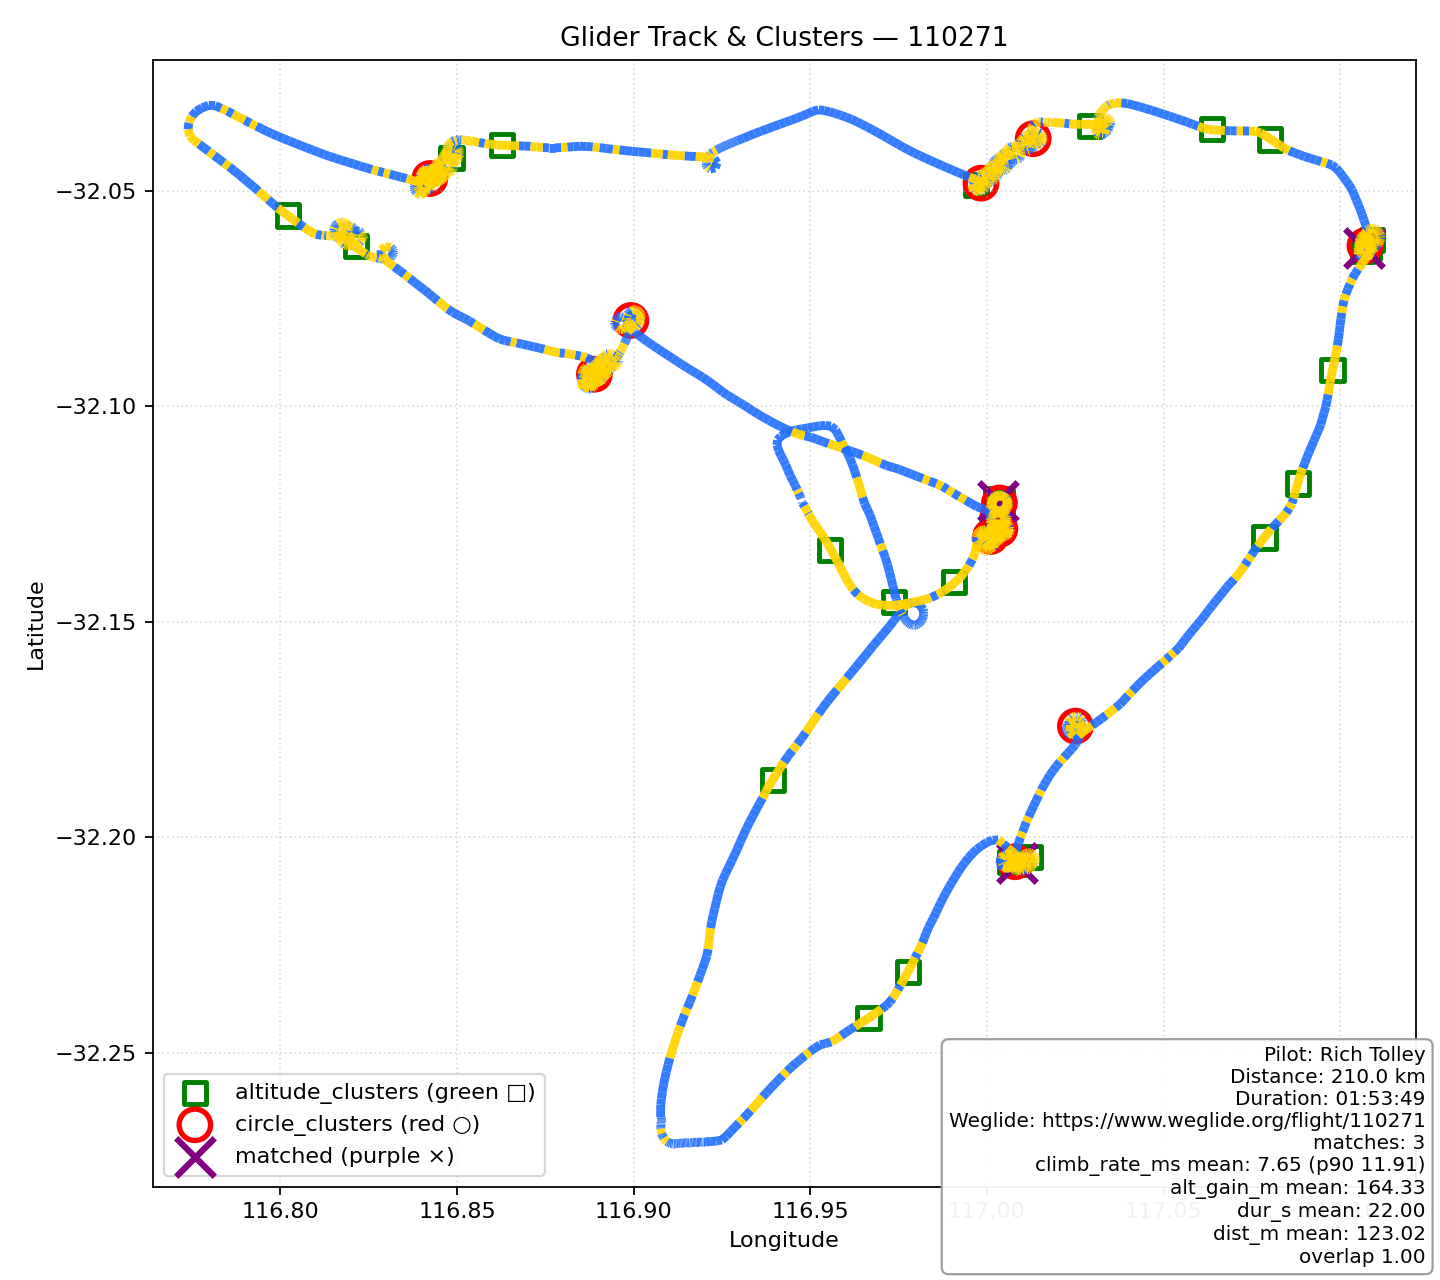 Glider Track & Clusters — 110271
−32.05
−32.10
−32.15
−32.20
−32.25
Latitude
116.80
116.85
116.90
116.95
117.00
117.05
Longitude
altitude_clusters (green □)
circle_clusters (red ○)
matched (purple ×)
Pilot: Rich Tolley
Distance: 210.0 km
Duration: 01:53:49
Weglide: https://www.weglide.org/flight/110271
matches: 3
climb_rate_ms mean: 7.65 (p90 11.91)
alt_gain_m mean: 164.33
dur_s mean: 22.00
dist_m mean: 123.02
overlap 1.00